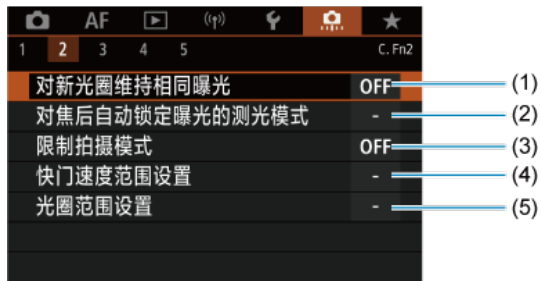 AF ((ᵠ))
1 2 3 4 5 C. Fn2
对新光圈维持相同曝光 OFF (1)
对焦后自动锁定曝光的测光模式 - (2)
限制拍摄模式 OFF (3)
快门速度范围设置 - (4)
光圈范围设置 - (5)